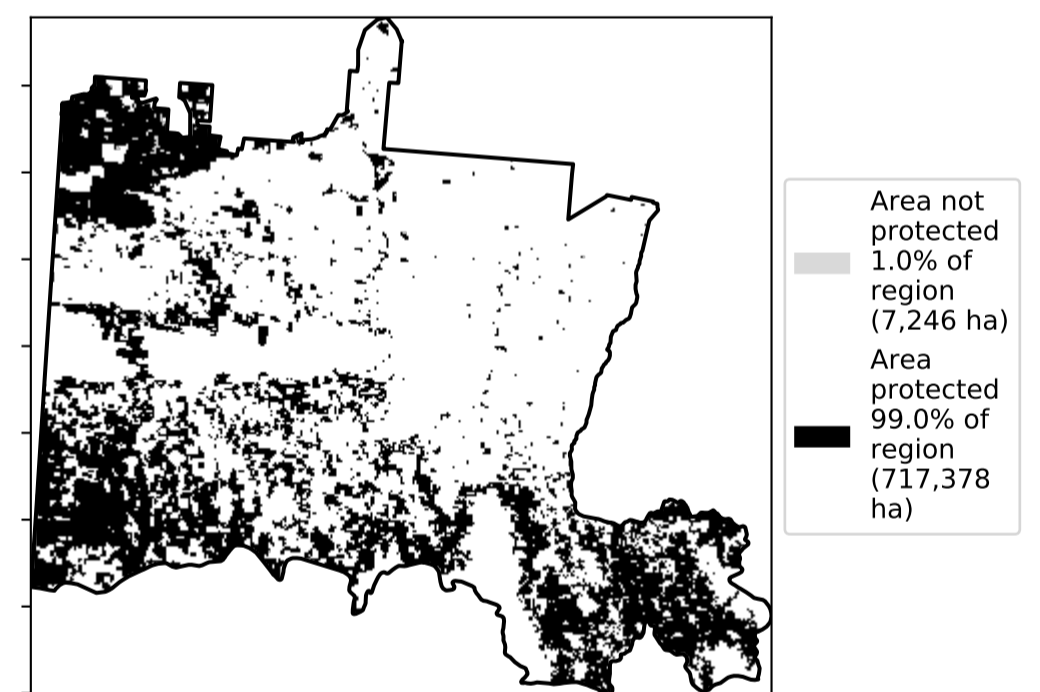 Area not
protected
1.0% of
region
(7,246 ha)
Area
protected
99.0% of
region
(717,378
ha)